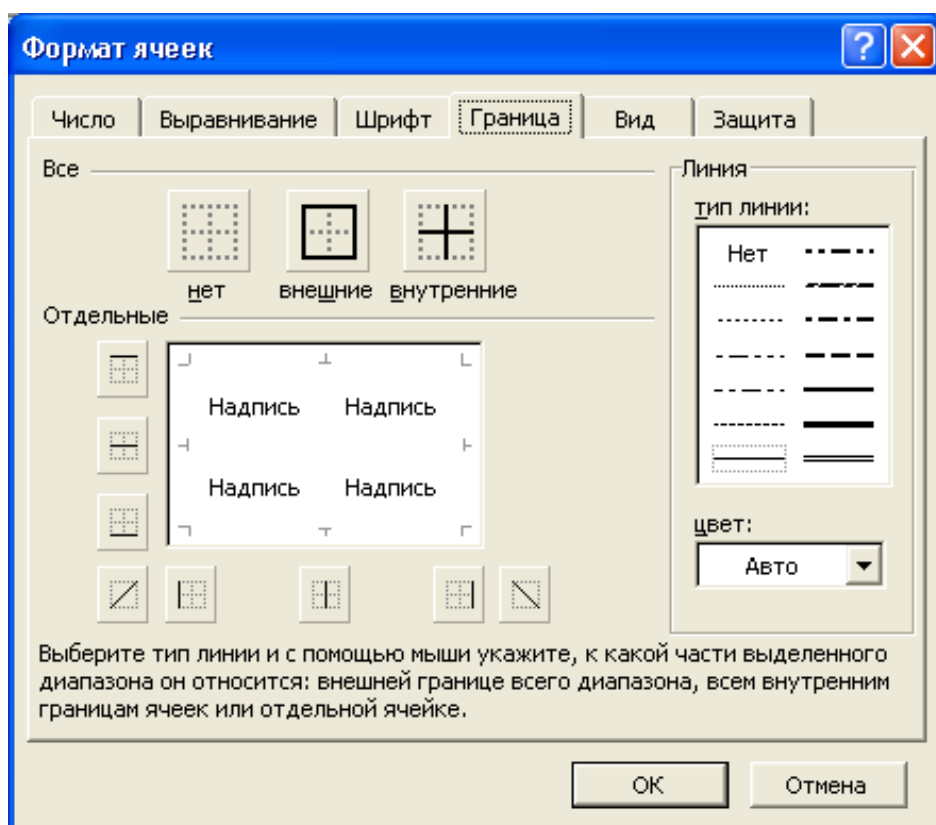 Формат ячеек
Число Выравнивание Шрифт Граница Вид Защита
Все
нет внешние внутренние
Отдельные
Надпись Надпись
Надпись Надпись
Линия
тип линии:
Нет
цвет:
Авто
Выберите тип линии и с помощью мыши укажите, к какой части выделенного
диапазона он относится: внешней границе всего диапазона, всем внутренним
границам ячеек или отдельной ячейке.
ОК Отмена